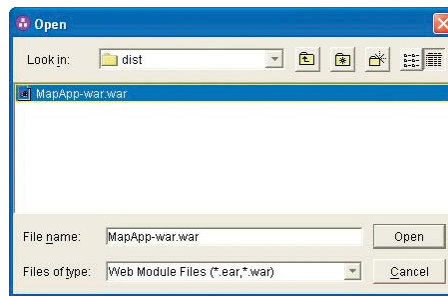 Open
Look in: dist
MapApp-war.war
File name: MapApp-war.war Open
Files of type: Web Module Files (*.ear,*.war) Cancel